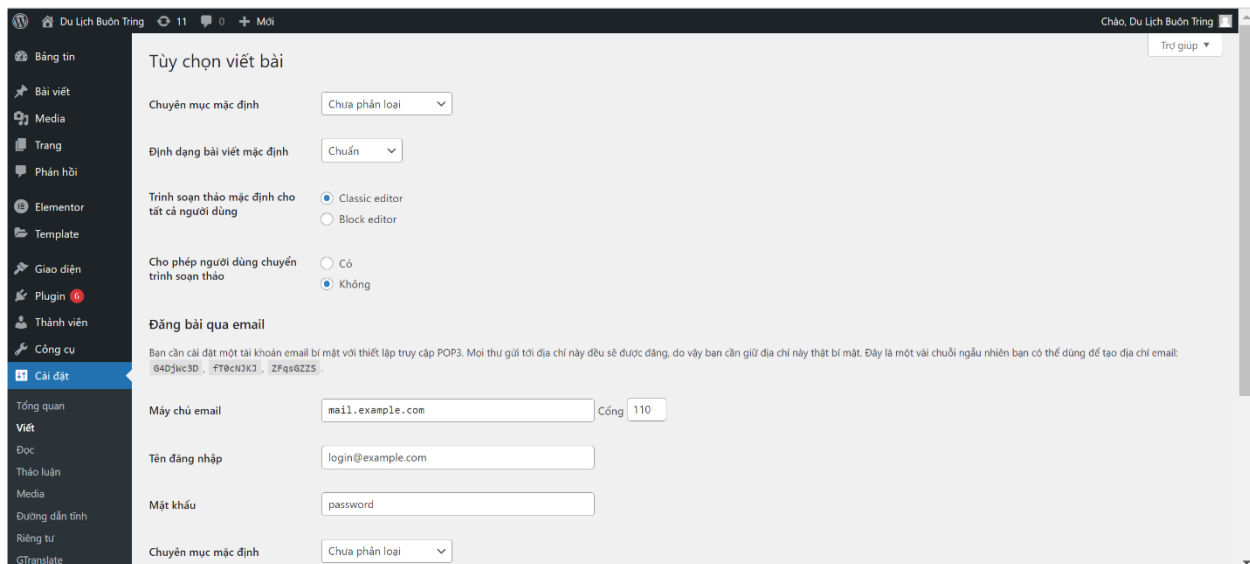 Du Lịch Buôn Tring 11 0 Mới Chào, Du Lịch Buôn Tring
Trợ giúp
Bảng tin
Bài viết
Media
Trang
Phản hồi
Elementor
Template
Giao diện
Plugin 6
Thành viên
Công cụ
Cài đặt
Tổng quan
Viết
Đọc
Thảo luận
Media
Đường dẫn tĩnh
Riêng tư
GTranslate
Tùy chọn viết bài
Chuyên mục mặc định Chưa phân loại
Định dạng bài viết mặc định Chuẩn
Trình soạn thảo mặc định cho
tất cả người dùng
Classic editor
Block editor
Cho phép người dùng chuyển
trình soạn thảo
Có
Không
Đăng bài qua email
Bạn cần cài đặt một tài khoản email bí mật với thiết lập truy cập POP3. Mọi thư gửi tới địa chỉ này đều sẽ được đăng, do vậy bạn cần giữ địa chỉ này thật bí mật. Đây là một vài chuỗi ngẫu nhiên bạn có thể dùng để tạo địa chỉ email:
G4DjWc3D , fT0cNJKJ , ZFqsGZZS .
Máy chủ email mail.example.com Cổng 110
Tên đăng nhập login@example.com
Mật khẩu password
Chuyên mục mặc định Chưa phân loại